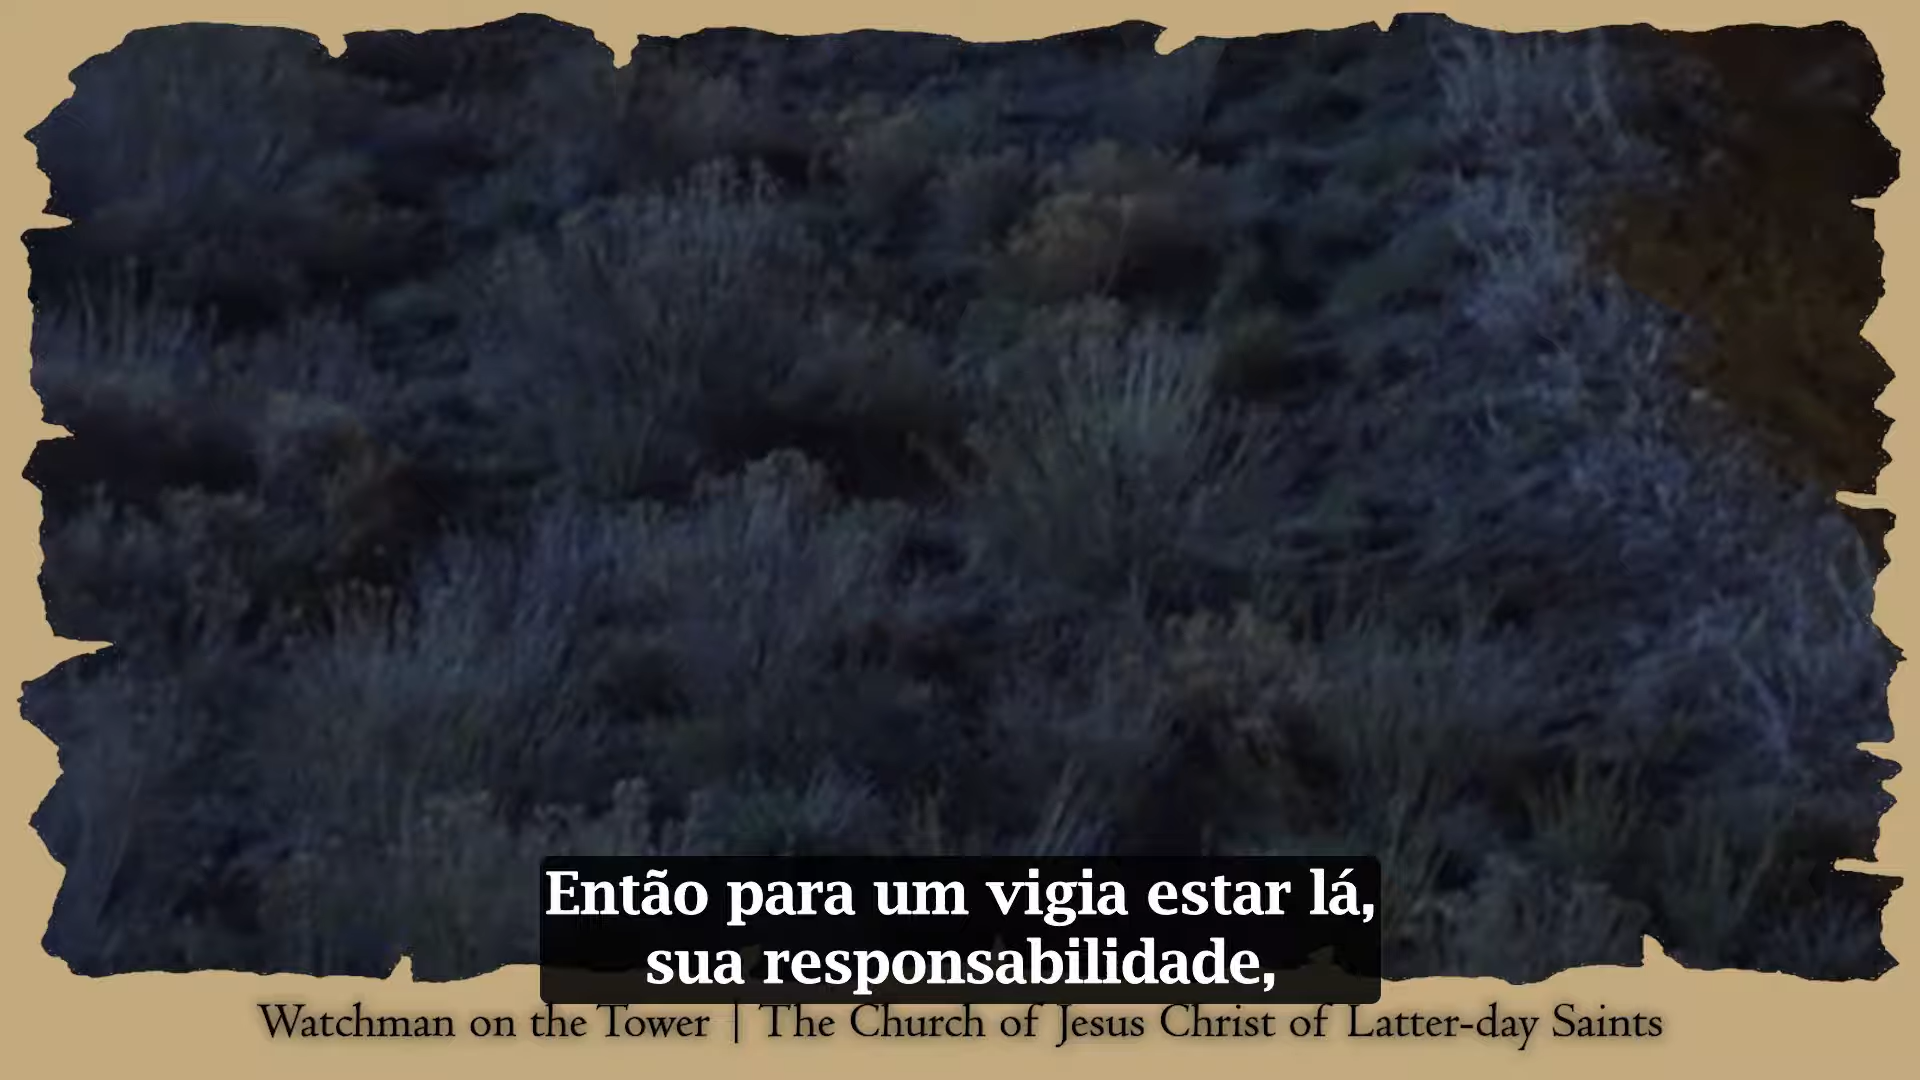 Então para um vigia estar lá,
sua responsabilidade,
Watchman on the Tower | The Church of Jesus Christ of Latter-day Saints